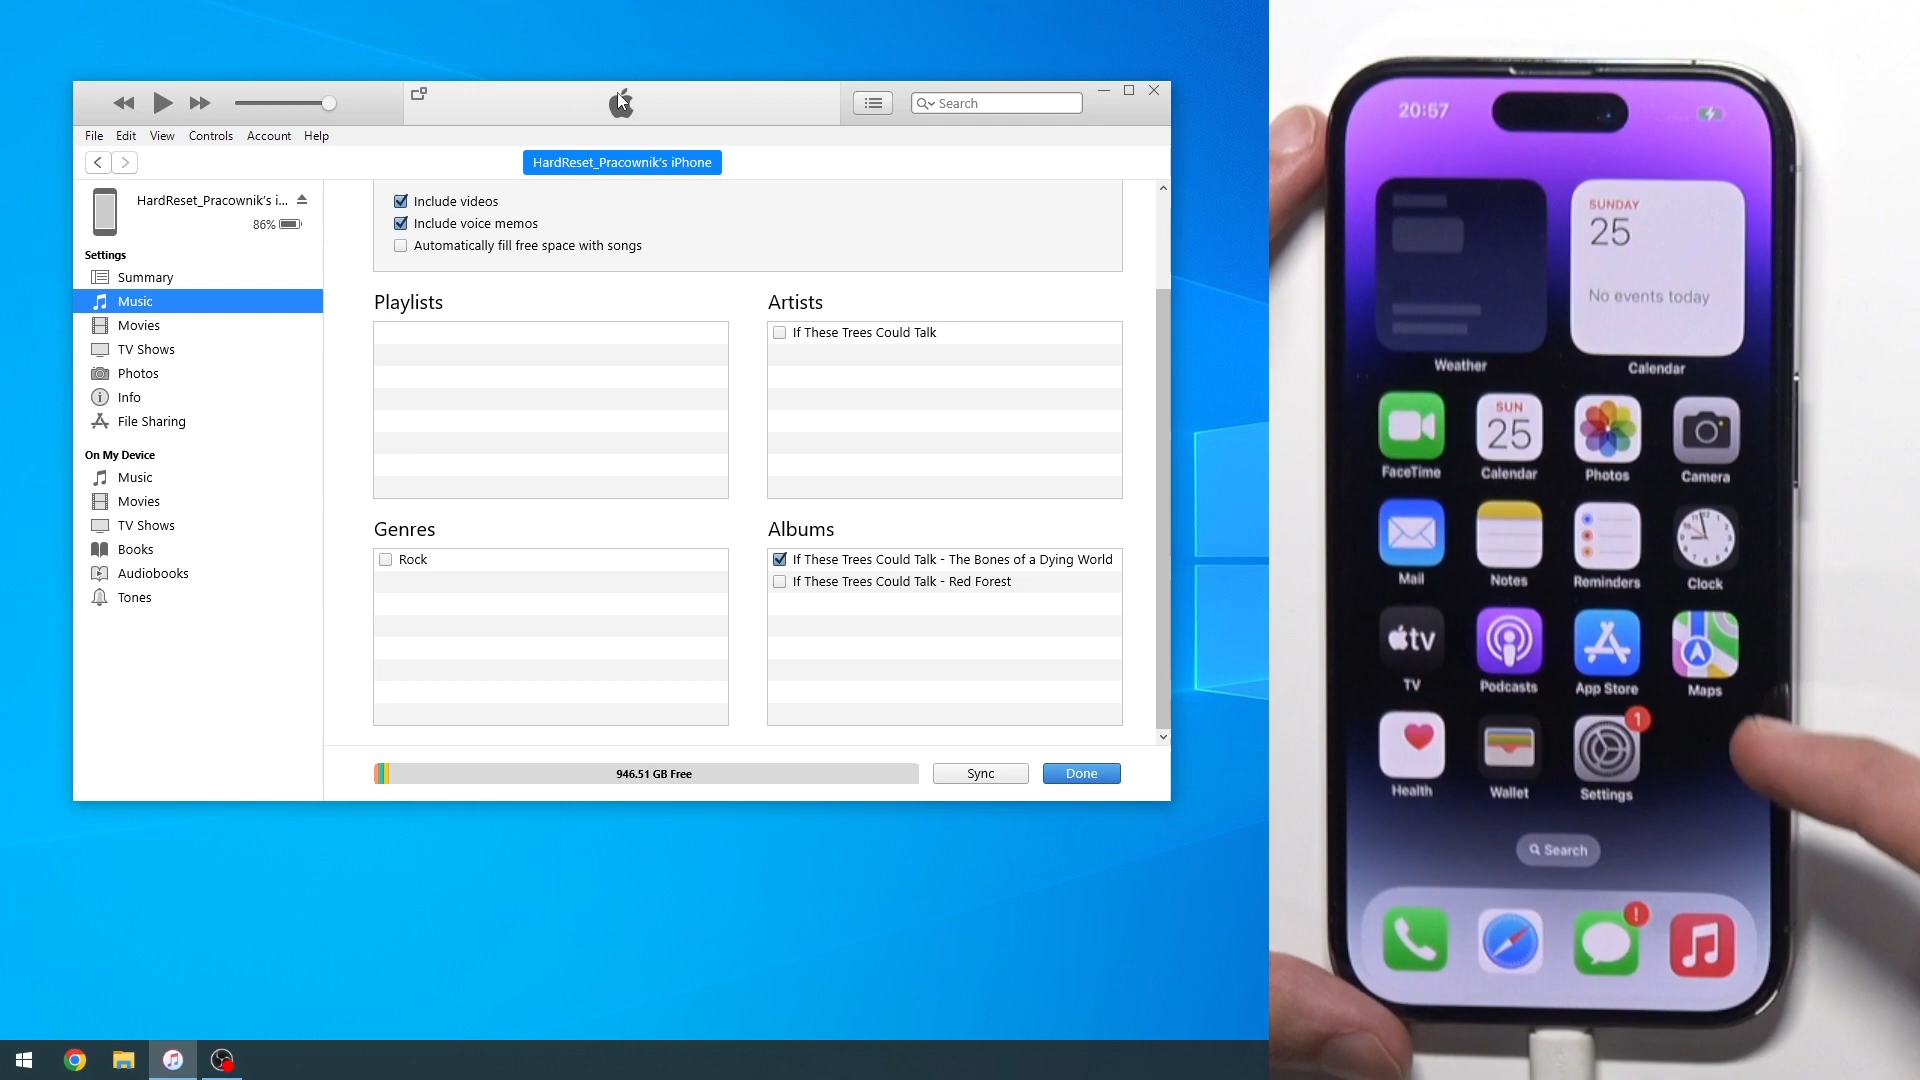 Search
File Edit View Controls Account Help
HardReset_Pracownik's iPhone
HardReset_Pracownik's i...
86%
Settings
Summary
Music
Movies
TV Shows
Photos
Info
File Sharing
On My Device
Music
Movies
TV Shows
Books
Audiobooks
Tones
Include videos
Include voice memos
Automatically fill free space with songs
Playlists
Artists
If These Trees Could Talk
Genres
Rock
Albums
If These Trees Could Talk - The Bones of a Dying World
If These Trees Could Talk - Red Forest
946.51 GB Free
Sync
Done
20:57
SUNDAY
25
No events today
Weather
Calendar
SUN
25
FaceTime
Calendar
Photos
Camera
Mail
Notes
Reminders
Clock
tv
TV
Podcasts
App Store
Maps
1
Health
Wallet
Settings
Search
!